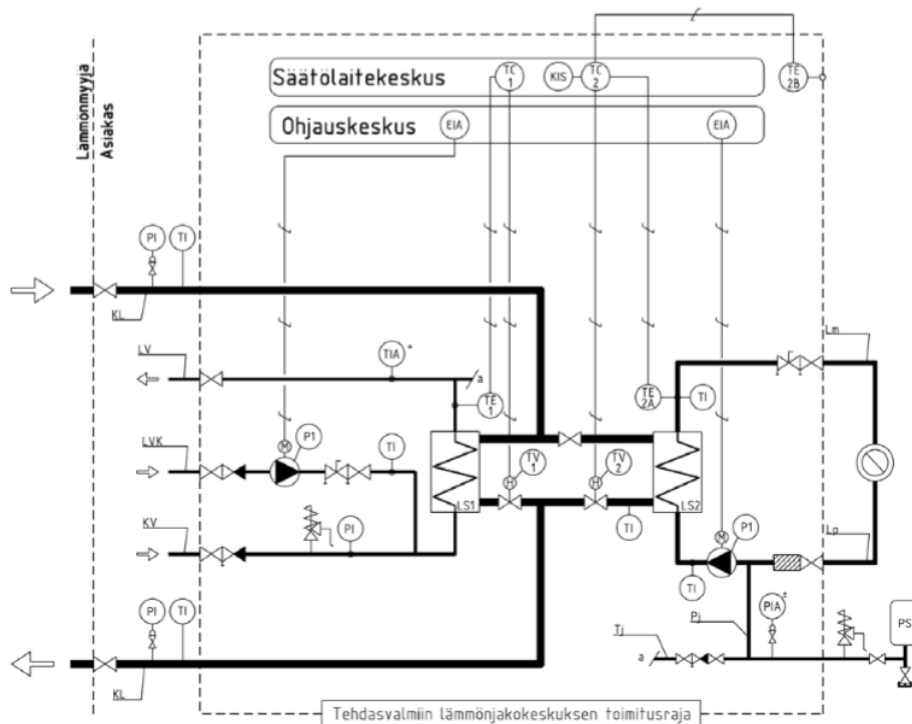 Lämmönmyyjä
Asiakas
Säätölaitekeskus
TC 1
KIS
TC 2
TE 2B
Ohjauskeskus
EIA
EIA
PI
TI
KL
LV
TIA +
a
TE 1
TE 2A
TI
Lm
LVK
M
P1
TI
LS1
H
TV 1
H
TV 2
LS2
KV
PI
TI
M
P1
Lp
TI
PI
TI
KL
Pj
PIA ±
Tj
a
PS
Tehdasvalmiin lämmönjakokeskuksen toimitusraja